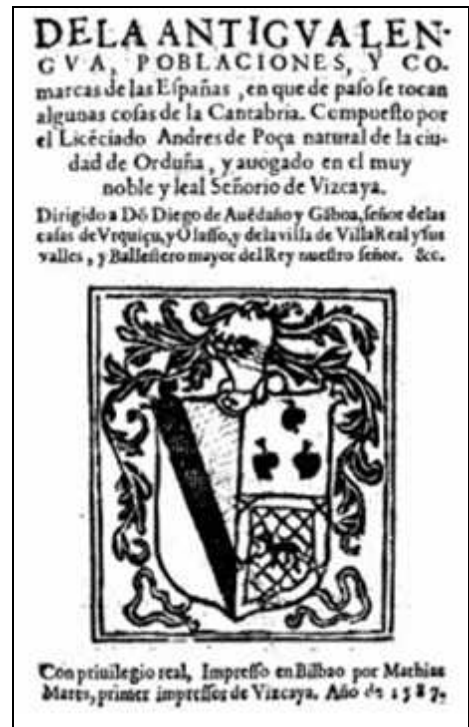 DE LA ANTIGVA LEN-
GVA, POBLACIONES, Y CO-
marcas de las Eſpañas, en que de paſo ſe tocan
algunas coſas de la Cantabria. Compueſto por
el Licẽciado Andres de Poça natural de la ciu-
dad de Orduña, y auogado en el muy
noble y leal Señorio de Vizcaya.
Dirigido a Dõ Diego de Auẽdaño y Gãboa, ſeñor de las
caſas de Vrquiçu, y Olaſſo, y de la villa de Villa Real y ſus
valles, y Balleſtero mayor del Rey nueſtro ſeñor. &c.
Con priuilegio real, Impreſſo en Bilbao por Mathias
Mares, primer impreſſor de Vizcaya. Año de 1587.